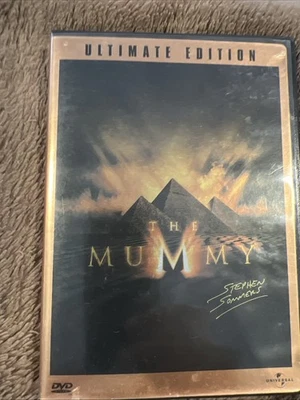 ULTIMATE EDITION
THE
MUMMY
STEPHEN
SOMMERS
DVD
UNIVERSAL